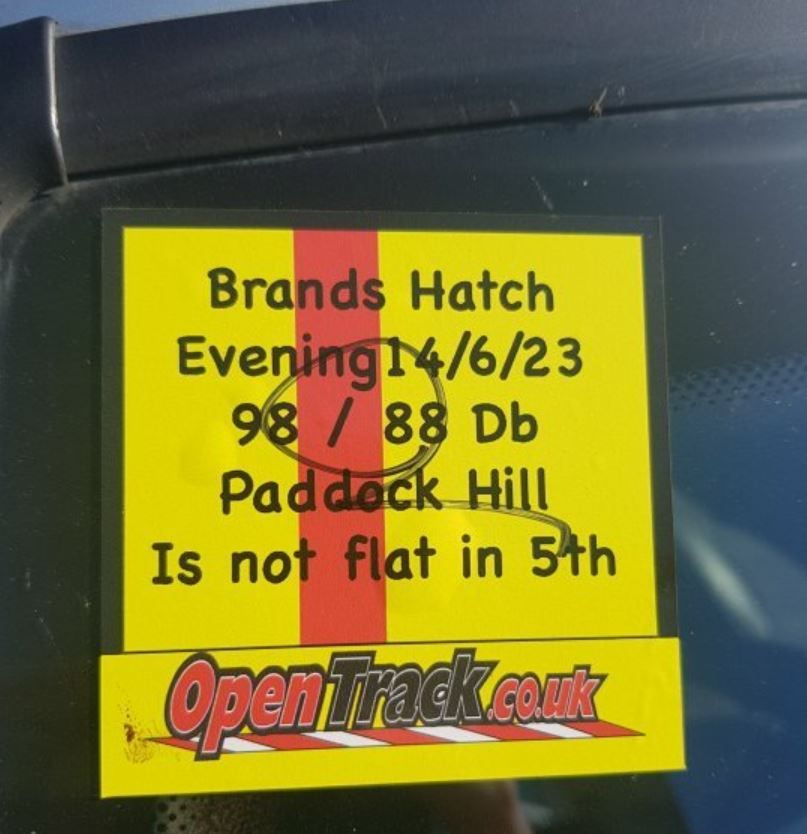 Brands Hatch
Evening14/6/23
98 / 88 Db
Paddock Hill
Is not flat in 5th
OpenTrack.co.uk